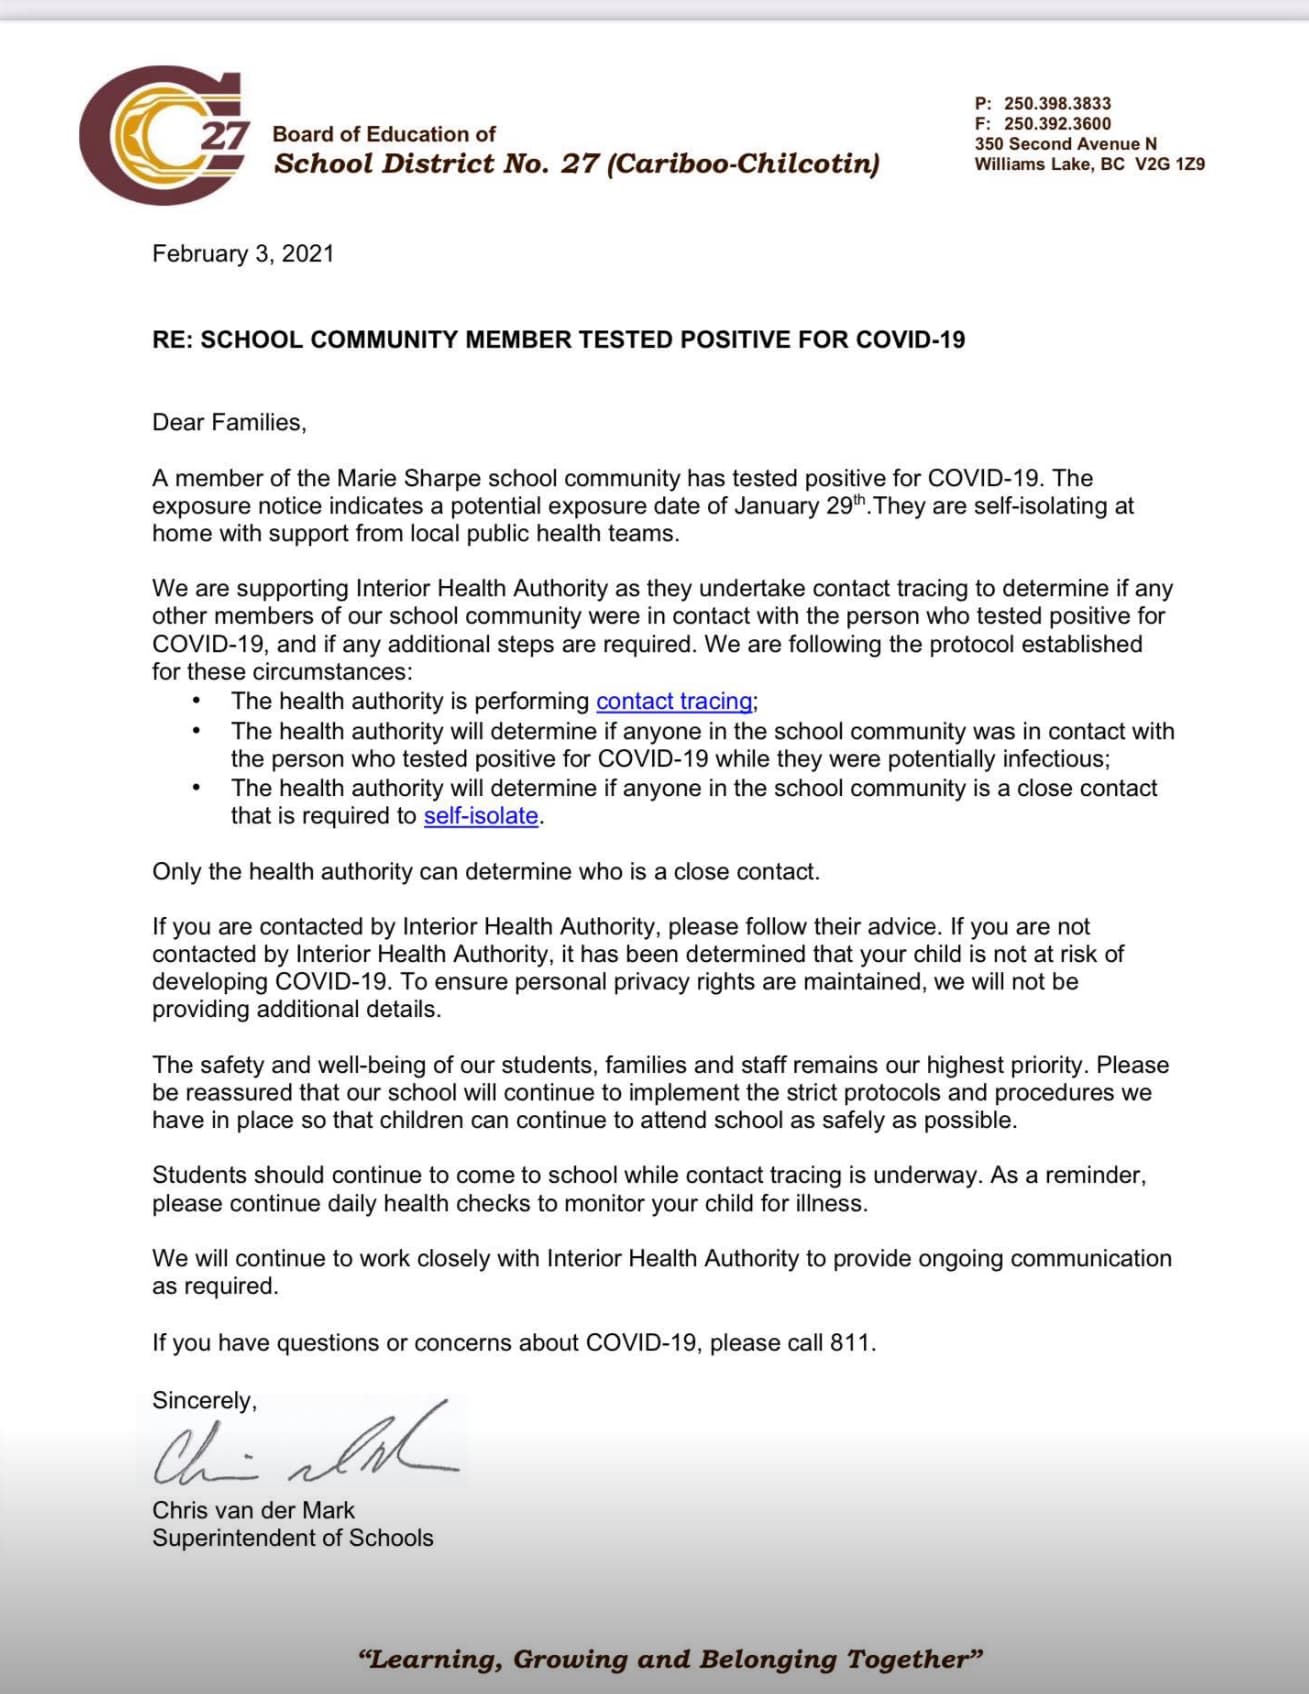 27
Board of Education of
School District No. 27 (Cariboo-Chilcotin)
P: 250.398.3833
F: 250.392.3600
350 Second Avenue N
Williams Lake, BC V2G 1Z9
February 3, 2021
RE: SCHOOL COMMUNITY MEMBER TESTED POSITIVE FOR COVID-19
Dear Families,
A member of the Marie Sharpe school community has tested positive for COVID-19. The
exposure notice indicates a potential exposure date of January 29th.They are self-isolating at
home with support from local public health teams.
We are supporting Interior Health Authority as they undertake contact tracing to determine if any
other members of our school community were in contact with the person who tested positive for
COVID-19, and if any additional steps are required. We are following the protocol established
for these circumstances:
• The health authority is performing contact tracing;
• The health authority will determine if anyone in the school community was in contact with
the person who tested positive for COVID-19 while they were potentially infectious;
• The health authority will determine if anyone in the school community is a close contact
that is required to self-isolate.
Only the health authority can determine who is a close contact.
If you are contacted by Interior Health Authority, please follow their advice. If you are not
contacted by Interior Health Authority, it has been determined that your child is not at risk of
developing COVID-19. To ensure personal privacy rights are maintained, we will not be
providing additional details.
The safety and well-being of our students, families and staff remains our highest priority. Please
be reassured that our school will continue to implement the strict protocols and procedures we
have in place so that children can continue to attend school as safely as possible.
Students should continue to come to school while contact tracing is underway. As a reminder,
please continue daily health checks to monitor your child for illness.
We will continue to work closely with Interior Health Authority to provide ongoing communication
as required.
If you have questions or concerns about COVID-19, please call 811.
Sincerely,
Chris van der Mark
Superintendent of Schools
“Learning, Growing and Belonging Together”